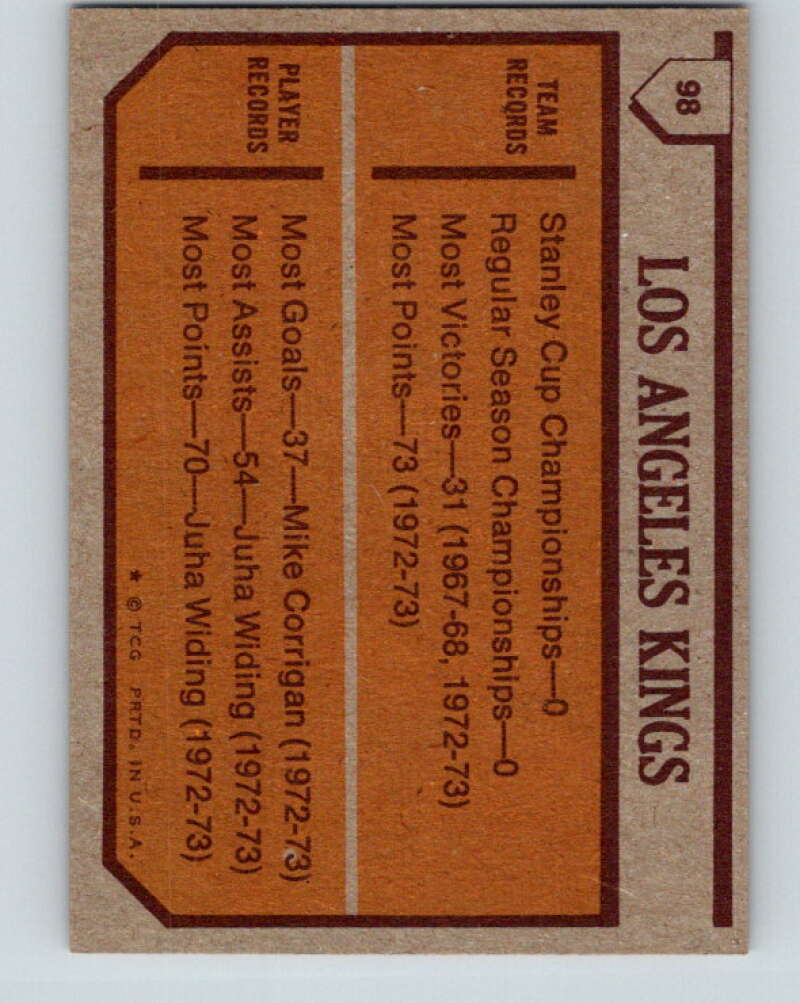 98
LOS ANGELES KINGS
TEAM
RECORDS
Stanley Cup Championships—0
Regular Season Championships—0
Most Victories—31 (1967-68, 1972-73)
Most Points—73 (1972-73)
PLAYER
RECORDS
Most Goals—37—Mike Corrigan (1972-73)
Most Assists—54—Juha Widing (1972-73)
Most Points—70—Juha Widing (1972-73)
★ © TCG PRTD. IN U.S.A.